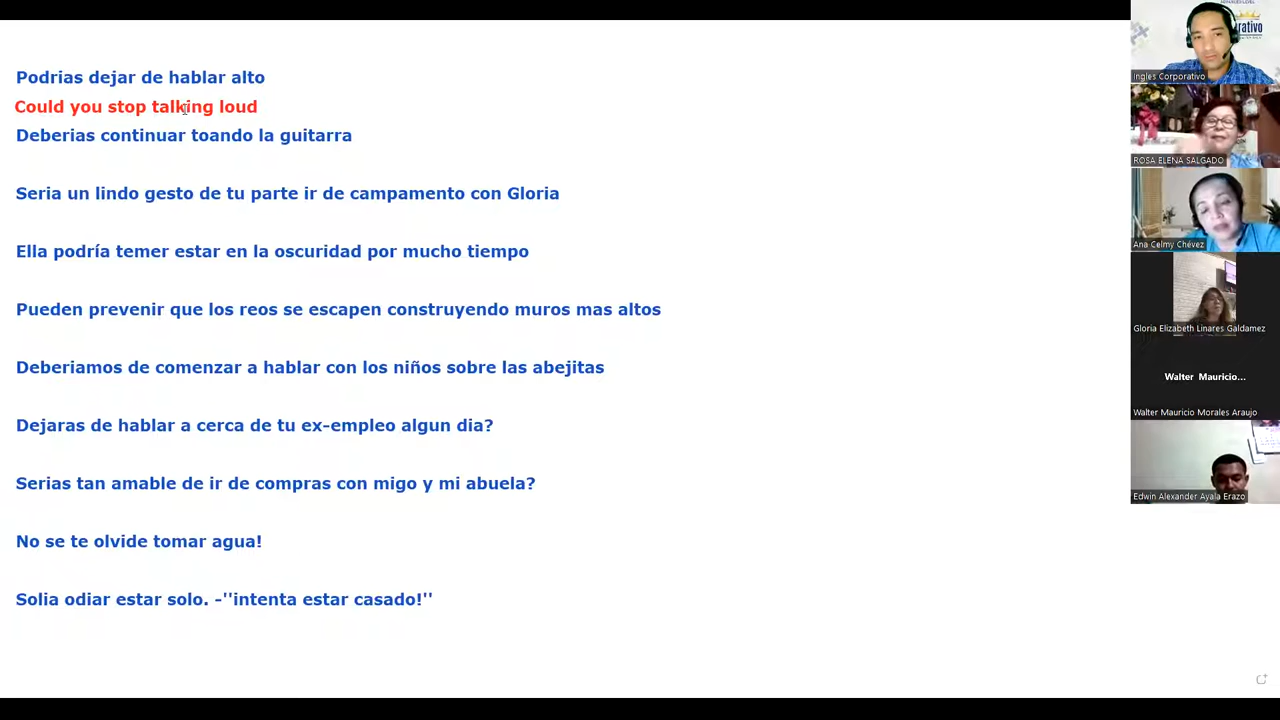 Podrias dejar de hablar alto
Could you stop talking loud
Deberias continuar toando la guitarra
Seria un lindo gesto de tu parte ir de campamento con Gloria
Ella podría temer estar en la oscuridad por mucho tiempo
Pueden prevenir que los reos se escapen construyendo muros mas altos
Deberiamos de comenzar a hablar con los niños sobre las abejitas
Dejaras de hablar a cerca de tu ex-empleo algun dia?
Serias tan amable de ir de compras con migo y mi abuela?
No se te olvide tomar agua!
Solia odiar estar solo. -''intenta estar casado!''
Ingles Corporativo
ROSA ELENA SALGADO
Ana Celmy Chévez
Gloria Elizabeth Linares Galdamez
Walter Mauricio...
Walter Mauricio Morales Araujo
Edwin Alexander Ayala Erazo